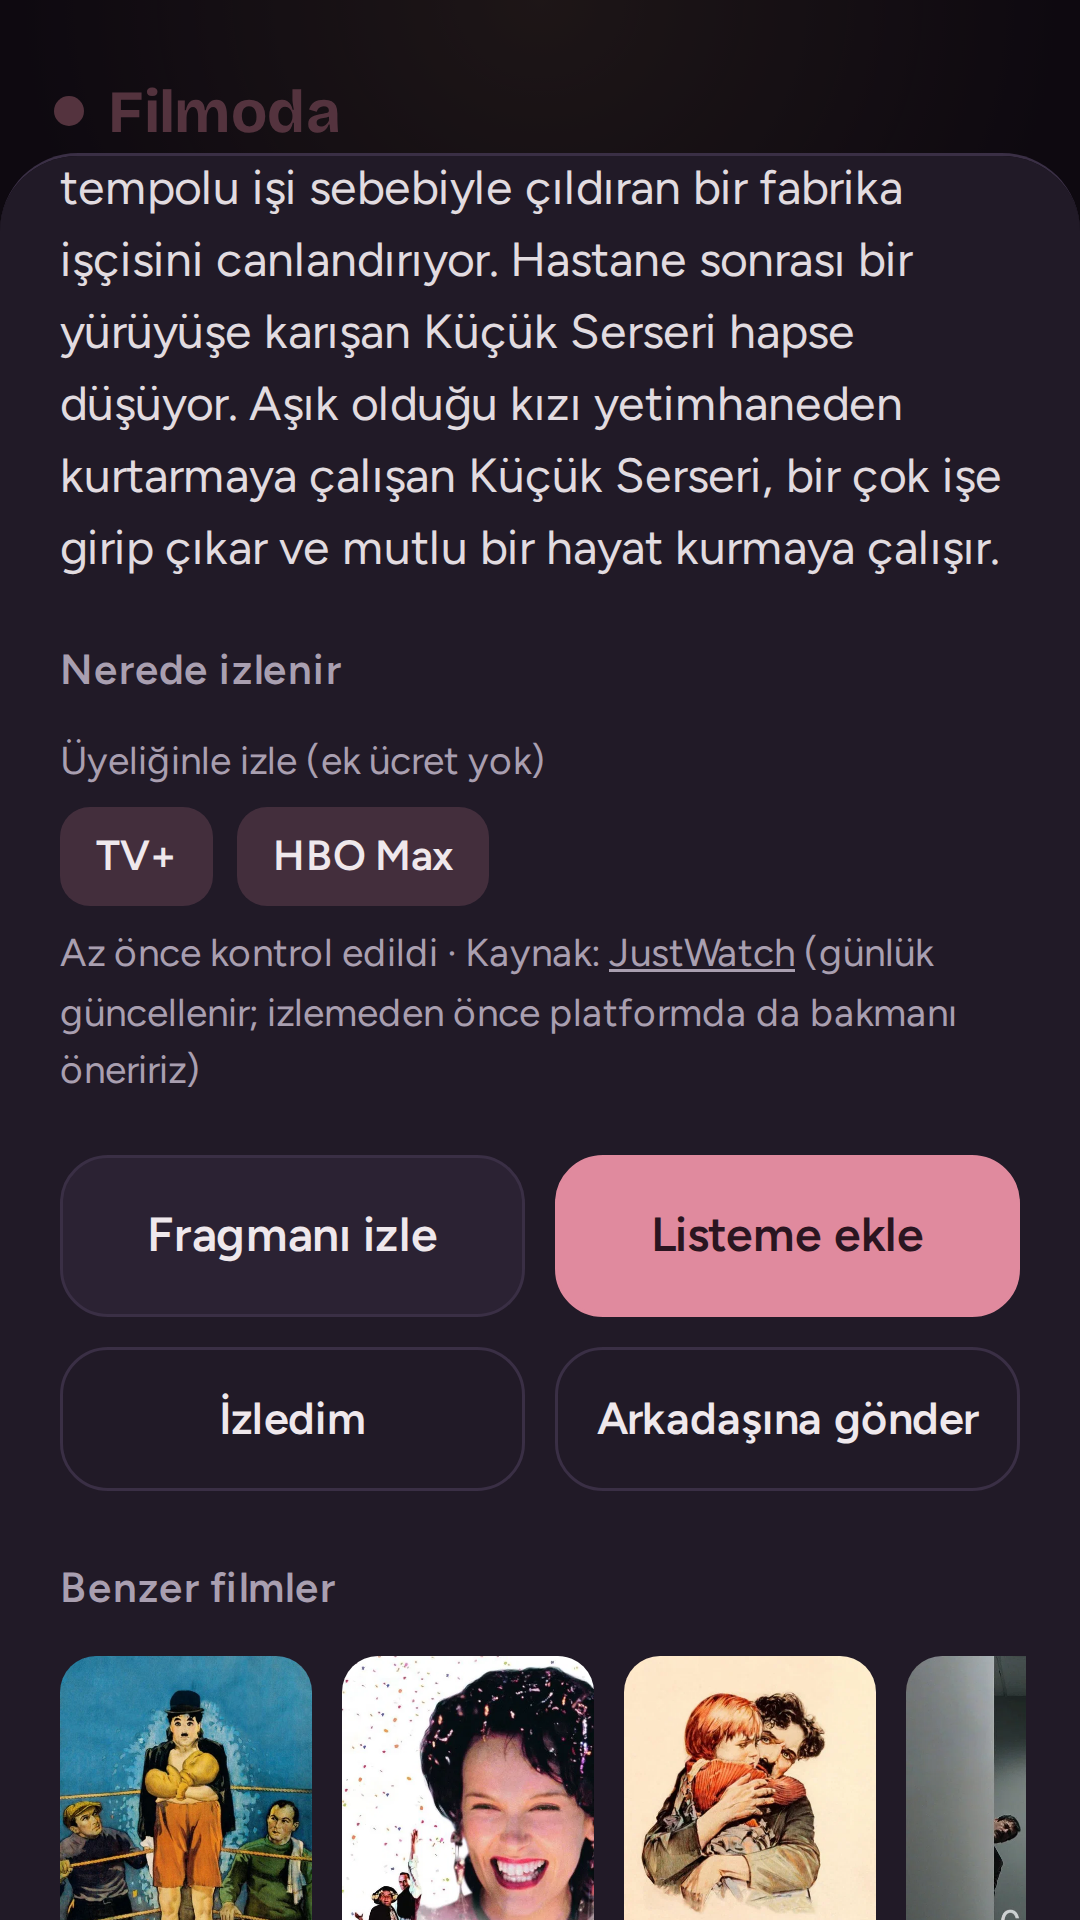 Filmoda
tempolu işi sebebiyle çıldıran bir fabrika
işçisini canlandırıyor. Hastane sonrası bir
yürüyüşe karışan Küçük Serseri hapse
düşüyor. Aşık olduğu kızı yetimhaneden
kurtarmaya çalışan Küçük Serseri, bir çok işe
girip çıkar ve mutlu bir hayat kurmaya çalışır.
Nerede izlenir
Üyeliğinle izle (ek ücret yok)
TV+ HBO Max
Az önce kontrol edildi · Kaynak: JustWatch (günlük
güncellenir; izlemeden önce platformda da bakmanı
öneririz)
Fragmanı izle Listeme ekle
İzledim Arkadaşına gönder
Benzer filmler